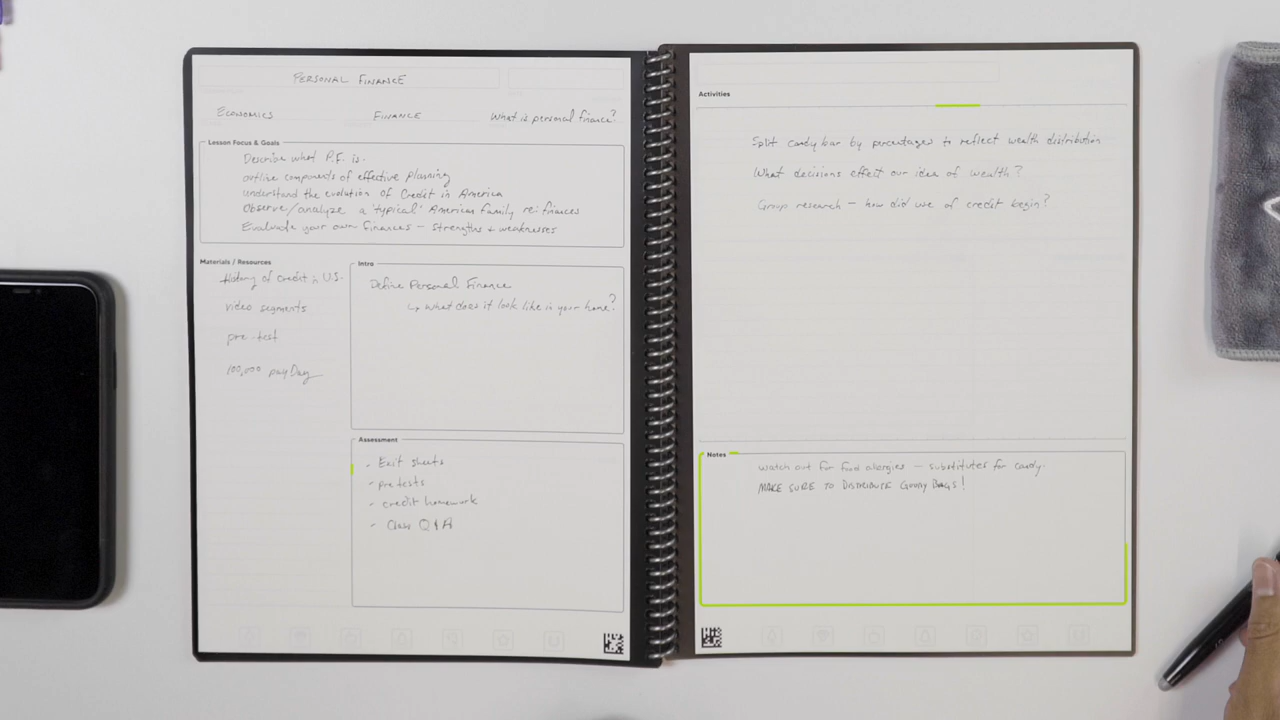 PERSONAL FINANCE
ECONOMICS FINANCE What is personal finance?
Lesson Focus & Goals
Describe what P.F. is.
outline components of effective planning
understand the evolution of Credit in America
Observe/analyze a 'typical' American family re: finances
Evaluate your own finances - strengths + weaknesses
Materials / Resources
History of credit in U.S.
video segments
pre-test
100,000 pay Day
Intro
Define Personal Finance
↳ what does it look like in your home?
Assessment
- Exit sheets
- pretests
- credit homework
- Class Q & A
Activities
Split candy bar by percentages to reflect wealth distribution
What decisions effect our idea of wealth?
Group research - how did use of credit begin?
Notes
watch out for food allergies - substitutes for candy.
MAKE SURE TO DISTRIBUTE GOODY BAGS!